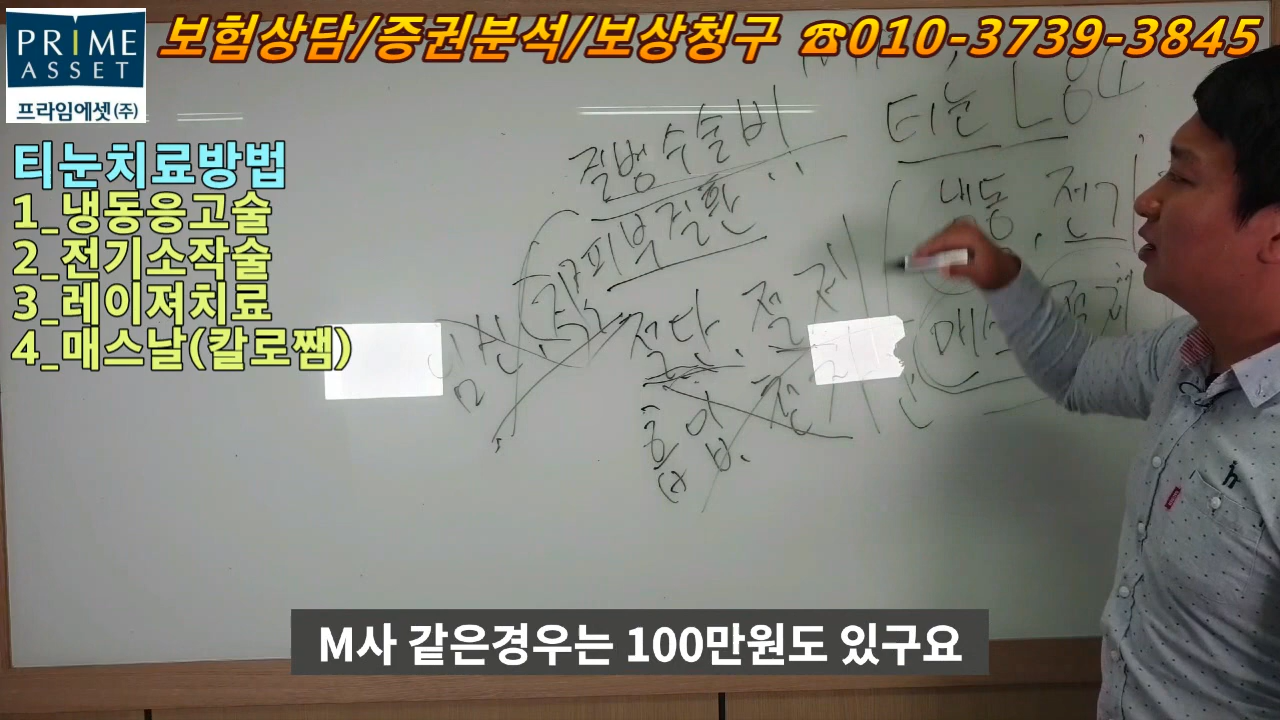 PRIME
ASSET
프라임에셋(주)
보험상담/증권분석/보상청구 ☎010-3739-3845
티눈치료방법
1_냉동응고술
2_전기소작술
3_레이져치료
4_매스날(칼로쨈)
질병수술비
피부질환
직접
절단, 절제
흡입,
티눈
냉동, 전기
M사 같은경우는 100만원도 있구요